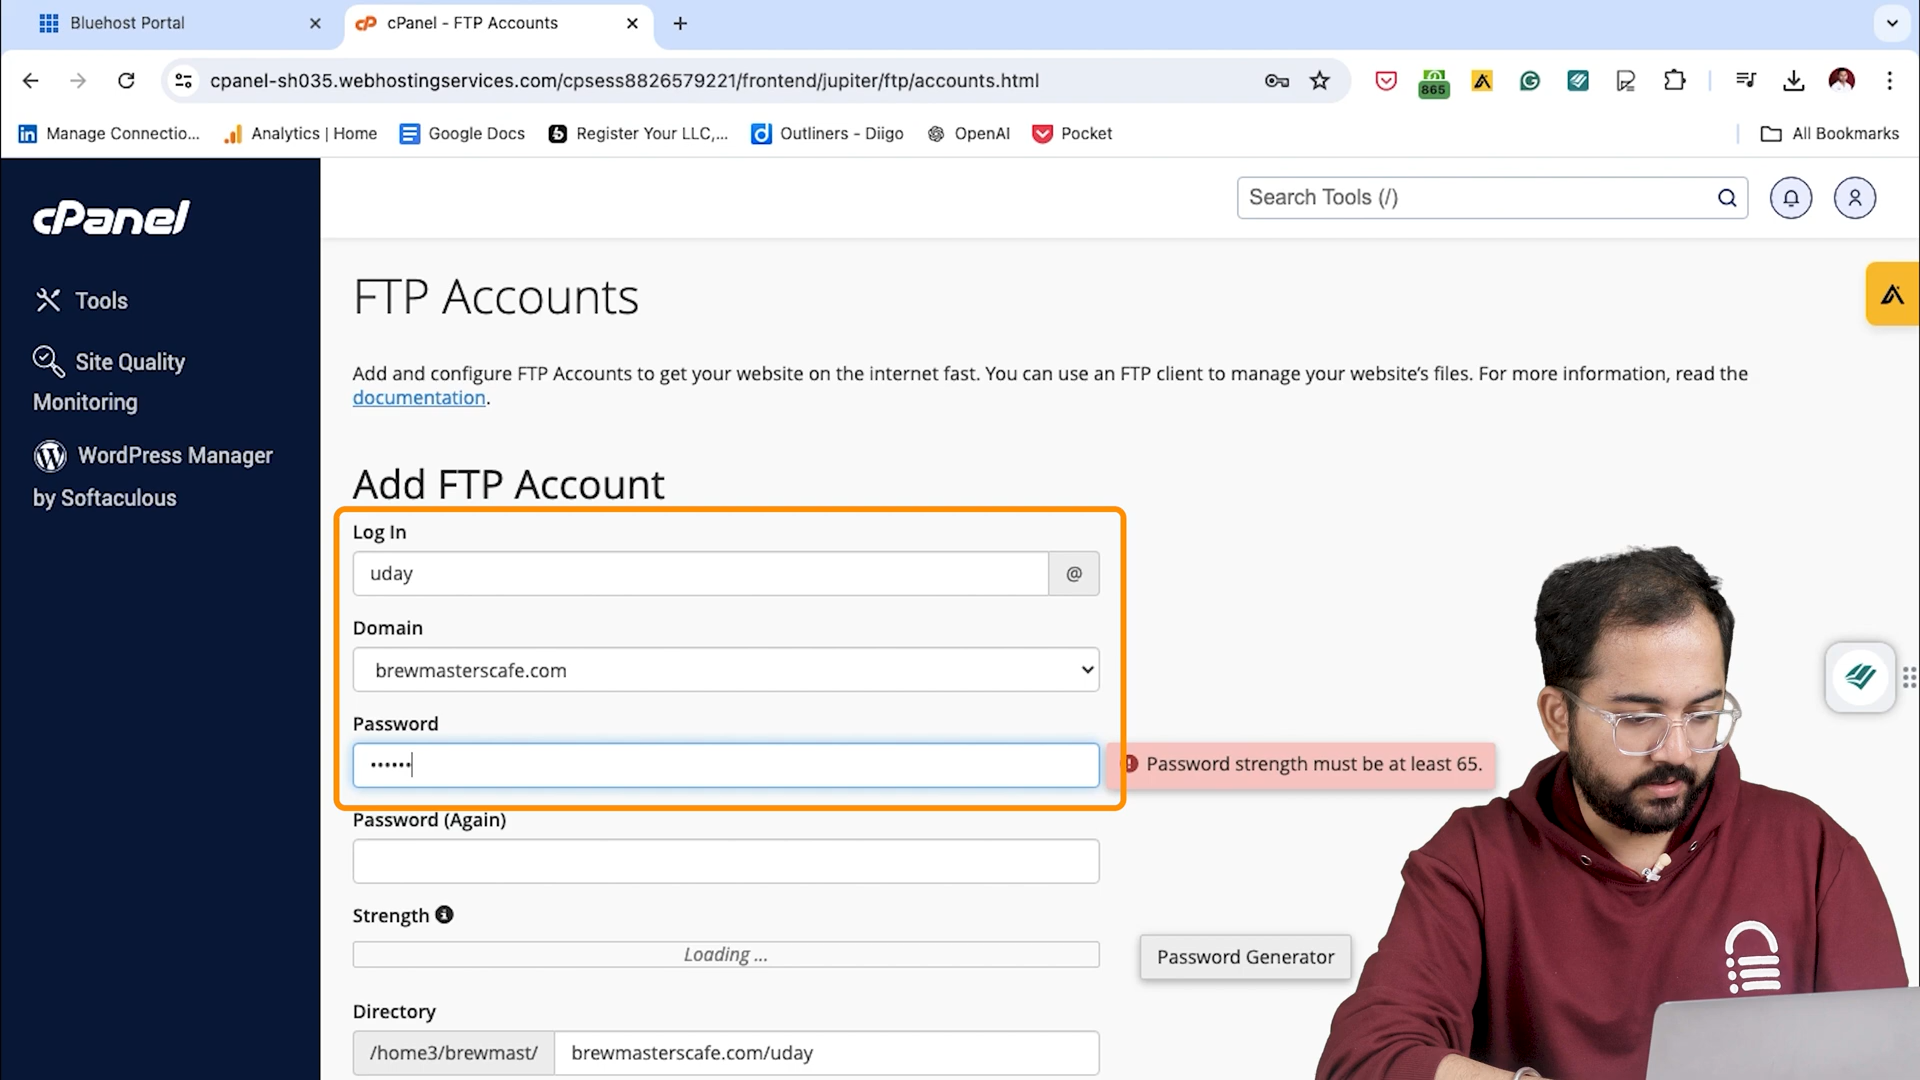 Bluehost Portal
cPanel - FTP Accounts
cpanel-sh035.webhostingservices.com/cpsess8826579221/frontend/jupiter/ftp/accounts.html
865
Manage Connectio...
Analytics | Home
Google Docs
Register Your LLC,...
Outliners - Diigo
OpenAI
Pocket
All Bookmarks
cPanel
Search Tools (/)
Tools
Site Quality
Monitoring
WordPress Manager
by Softaculous
FTP Accounts
Add and configure FTP Accounts to get your website on the internet fast. You can use an FTP client to manage your website's files. For more information, read the
documentation.
Add FTP Account
Log In
uday @
Domain
brewmasterscafe.com
Password
••••••
Password strength must be at least 65.
Password (Again)
Strength
Loading ...
Password Generator
Directory
/home3/brewmast/ brewmasterscafe.com/uday